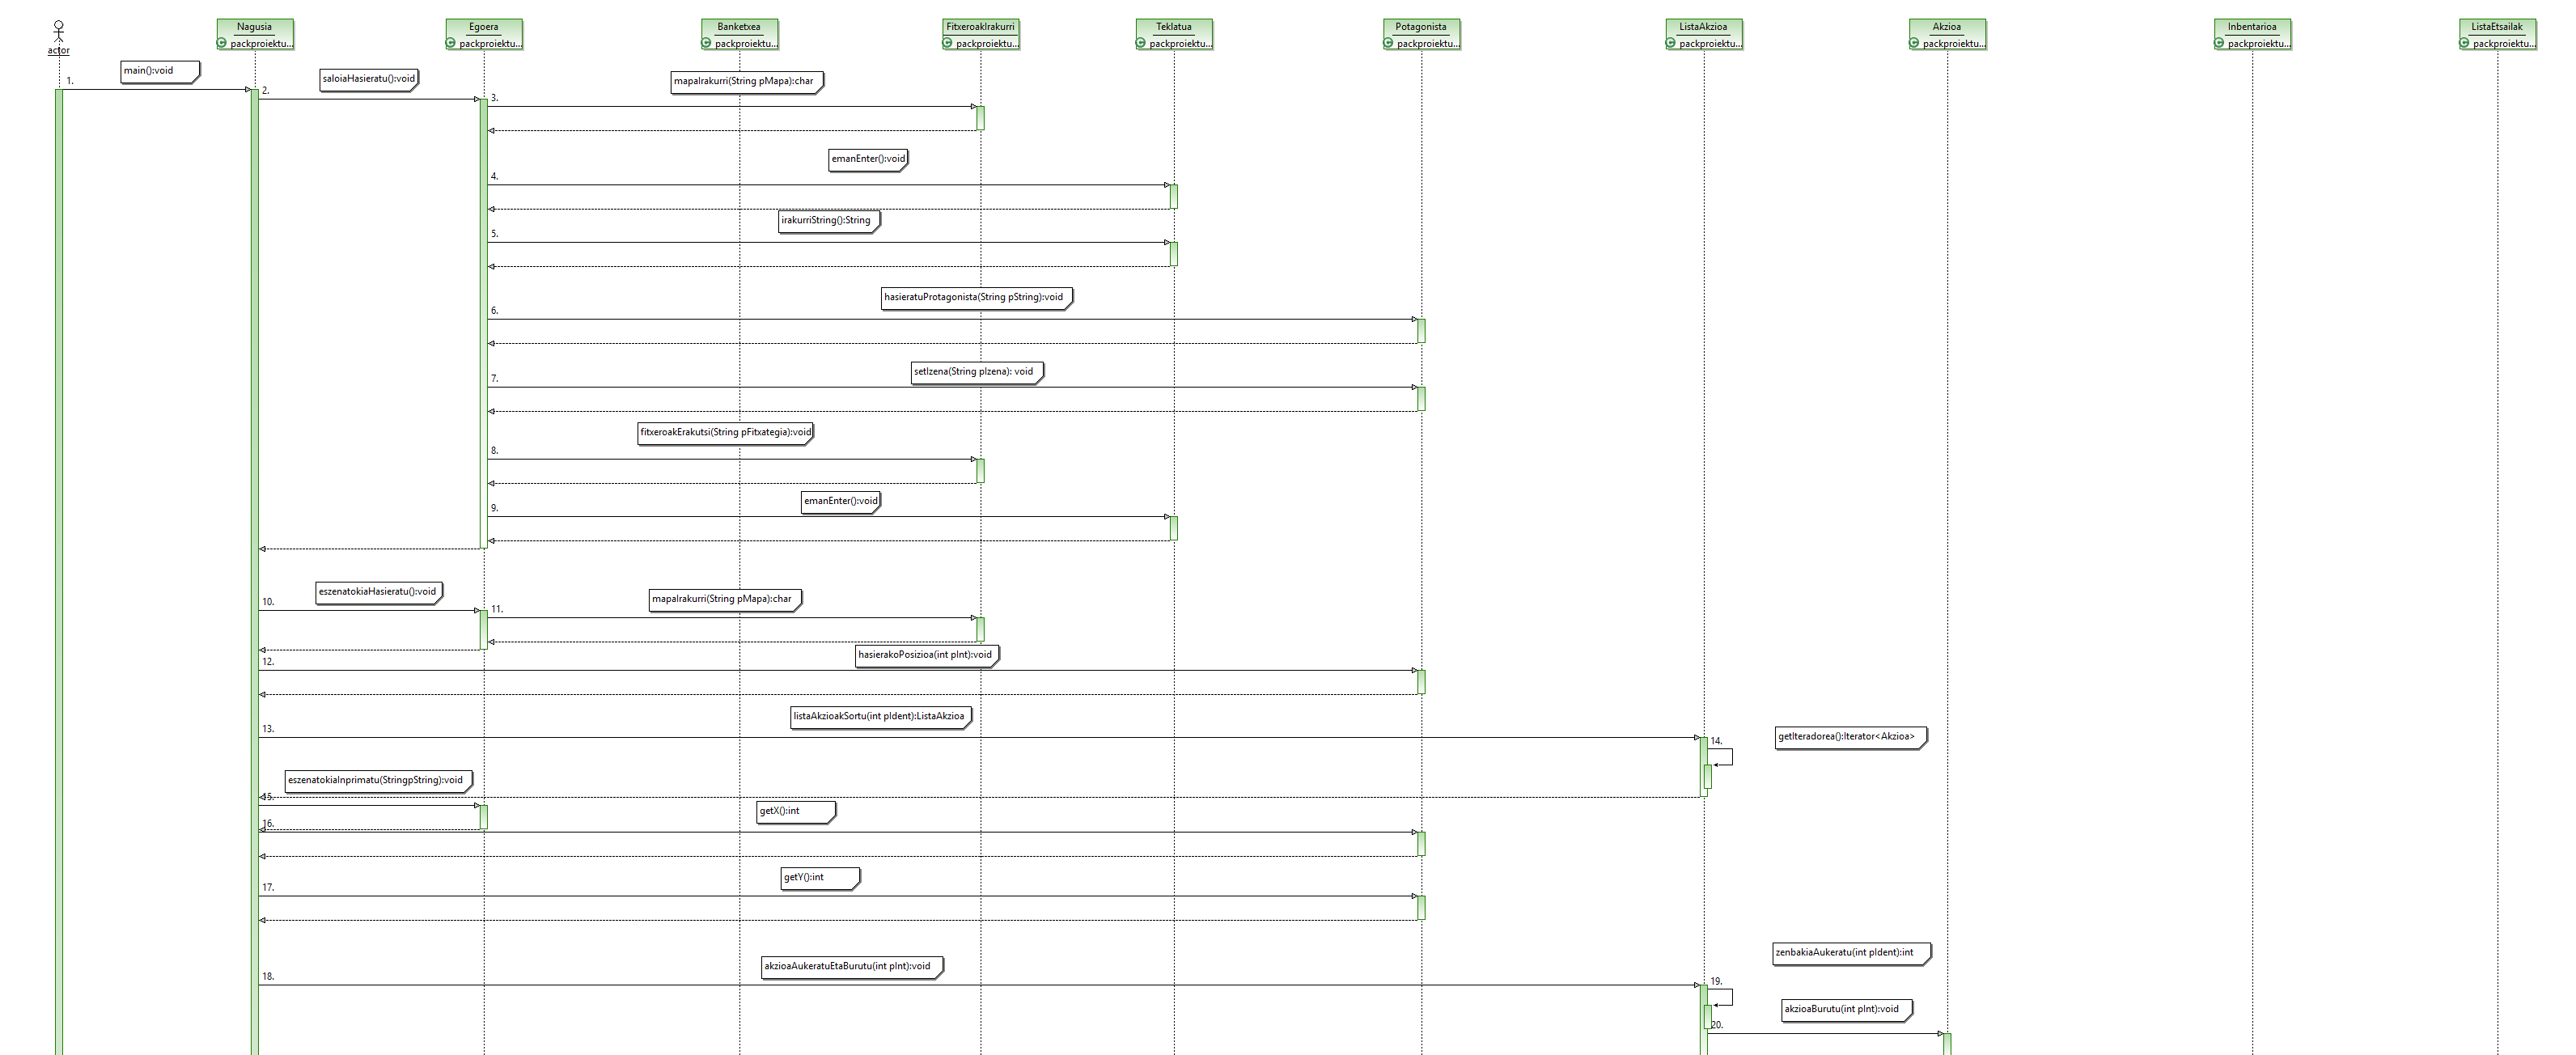 actor
Nagusia
packproiektu...
Egoera
packproiektu...
Banketxea
packproiektu...
FitxeroakIrakurri
packproiektu...
Teklatua
packproiektu...
Potagonista
packproiektu...
ListaAkzioa
packproiektu...
Akzioa
packproiektu...
Inbentarioa
packproiektu...
ListaEtsailak
packproiektu...
1.
main():void
2.
saloiaHasieratu():void
3.
mapaIrakurri(String pMapa):char
4.
emanEnter():void
5.
irakurriString():String
6.
hasieratuProtagonista(String pString):void
7.
setIzena(String pIzena): void
8.
fitxeroakErakutsi(String pFitxategia):void
9.
emanEnter():void
10.
eszenatokiaHasieratu():void
11.
mapaIrakurri(String pMapa):char
12.
hasierakoPosizioa(int pInt):void
13.
listaAkzioakSortu(int pIdent):ListaAkzioa
14.
getIteradorea():Iterator<Akzioa>
15.
eszenatokiaInprimatu(StringpString):void
16.
getX():int
17.
getY():int
18.
akzioaAukeratuEtaBurutu(int pInt):void
19.
zenbakiaAukeratu(int pIdent):int
20.
akzioaBurutu(int pInt):void